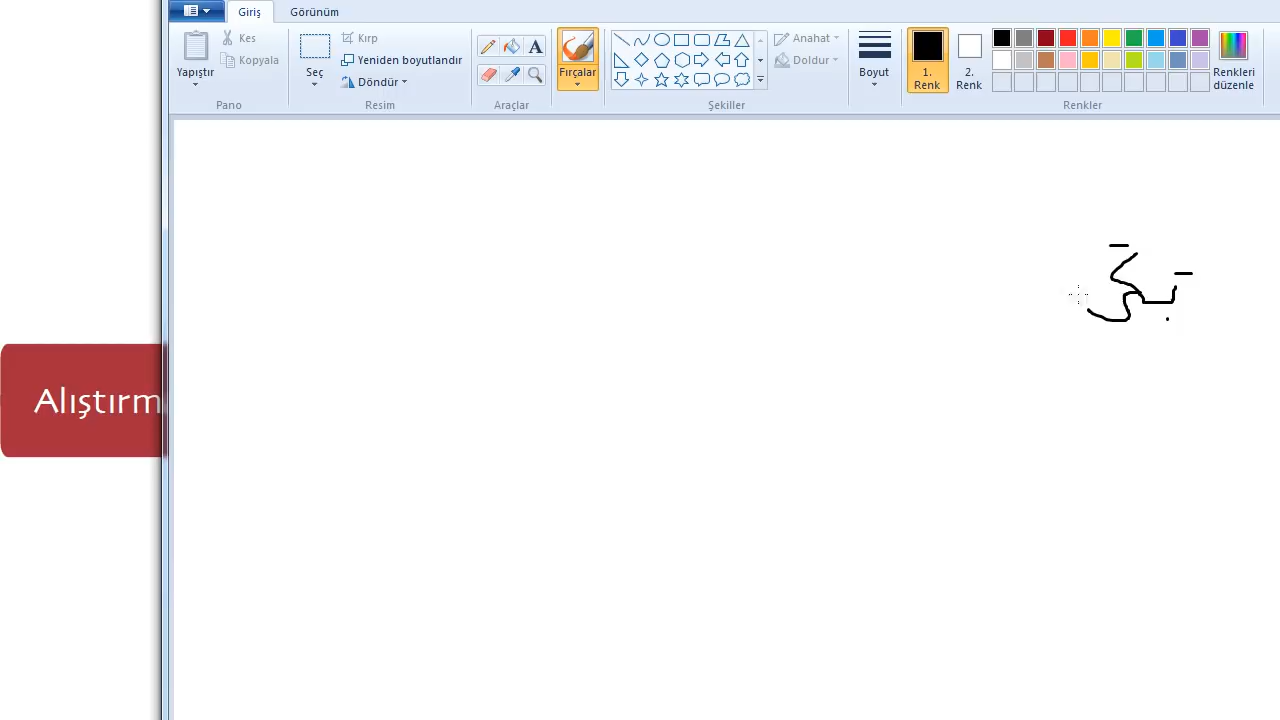 Giriş Görünüm
Yapıştır
Kes
Kopyala
Pano
Seç
Kırp
Yeniden boyutlandır
Döndür
Resim
A
Araçlar
Fırçalar
Anahat
Doldur
Şekiller
Boyut
1.
Renk
2.
Renk
Renkleri
düzenle
Renkler
Alıştırm